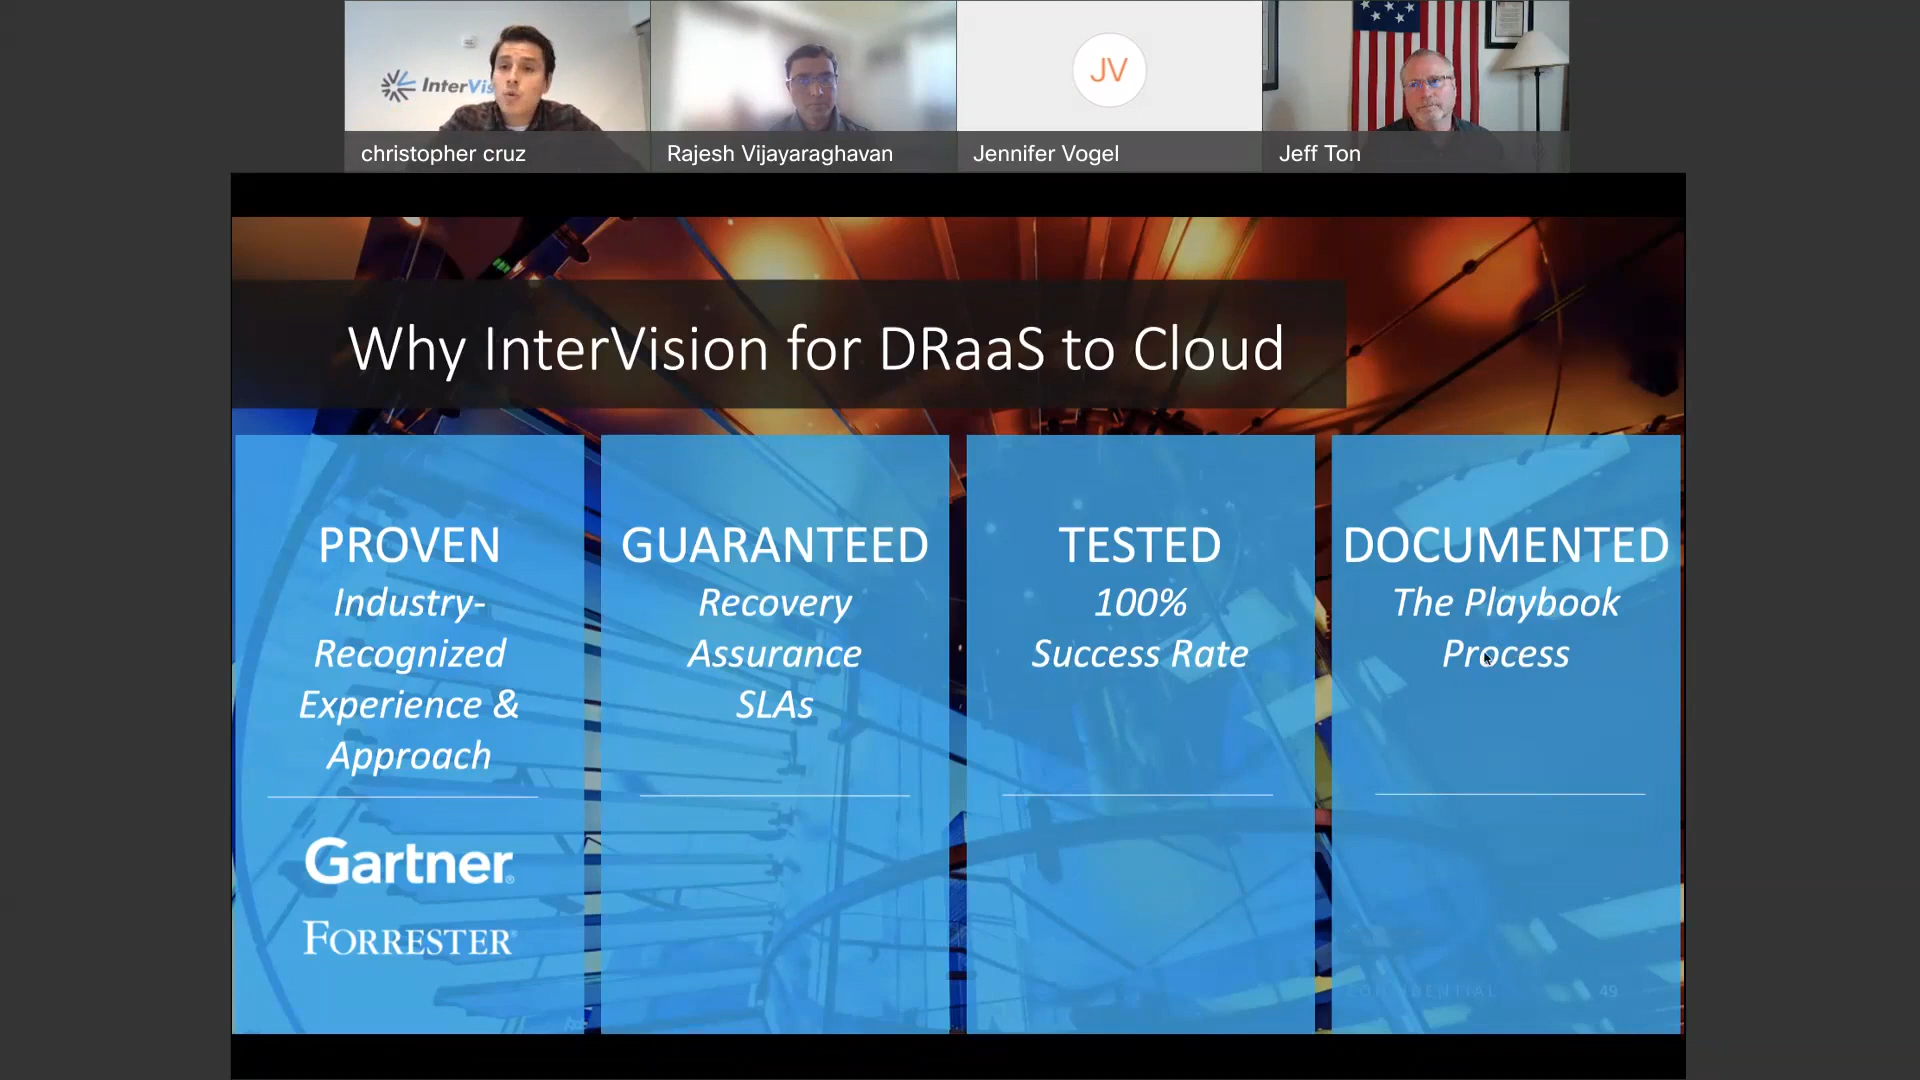 InterVis
JV
christopher cruz
Rajesh Vijayaraghavan
Jennifer Vogel
Jeff Ton
Why InterVision for DRaaS to Cloud
PROVEN
Industry-
Recognized
Experience &
Approach
Gartner®
FORRESTER®
GUARANTEED
Recovery
Assurance
SLAs
TESTED
100%
Success Rate
DOCUMENTED
The Playbook
Process
CONFIDENTIAL
49